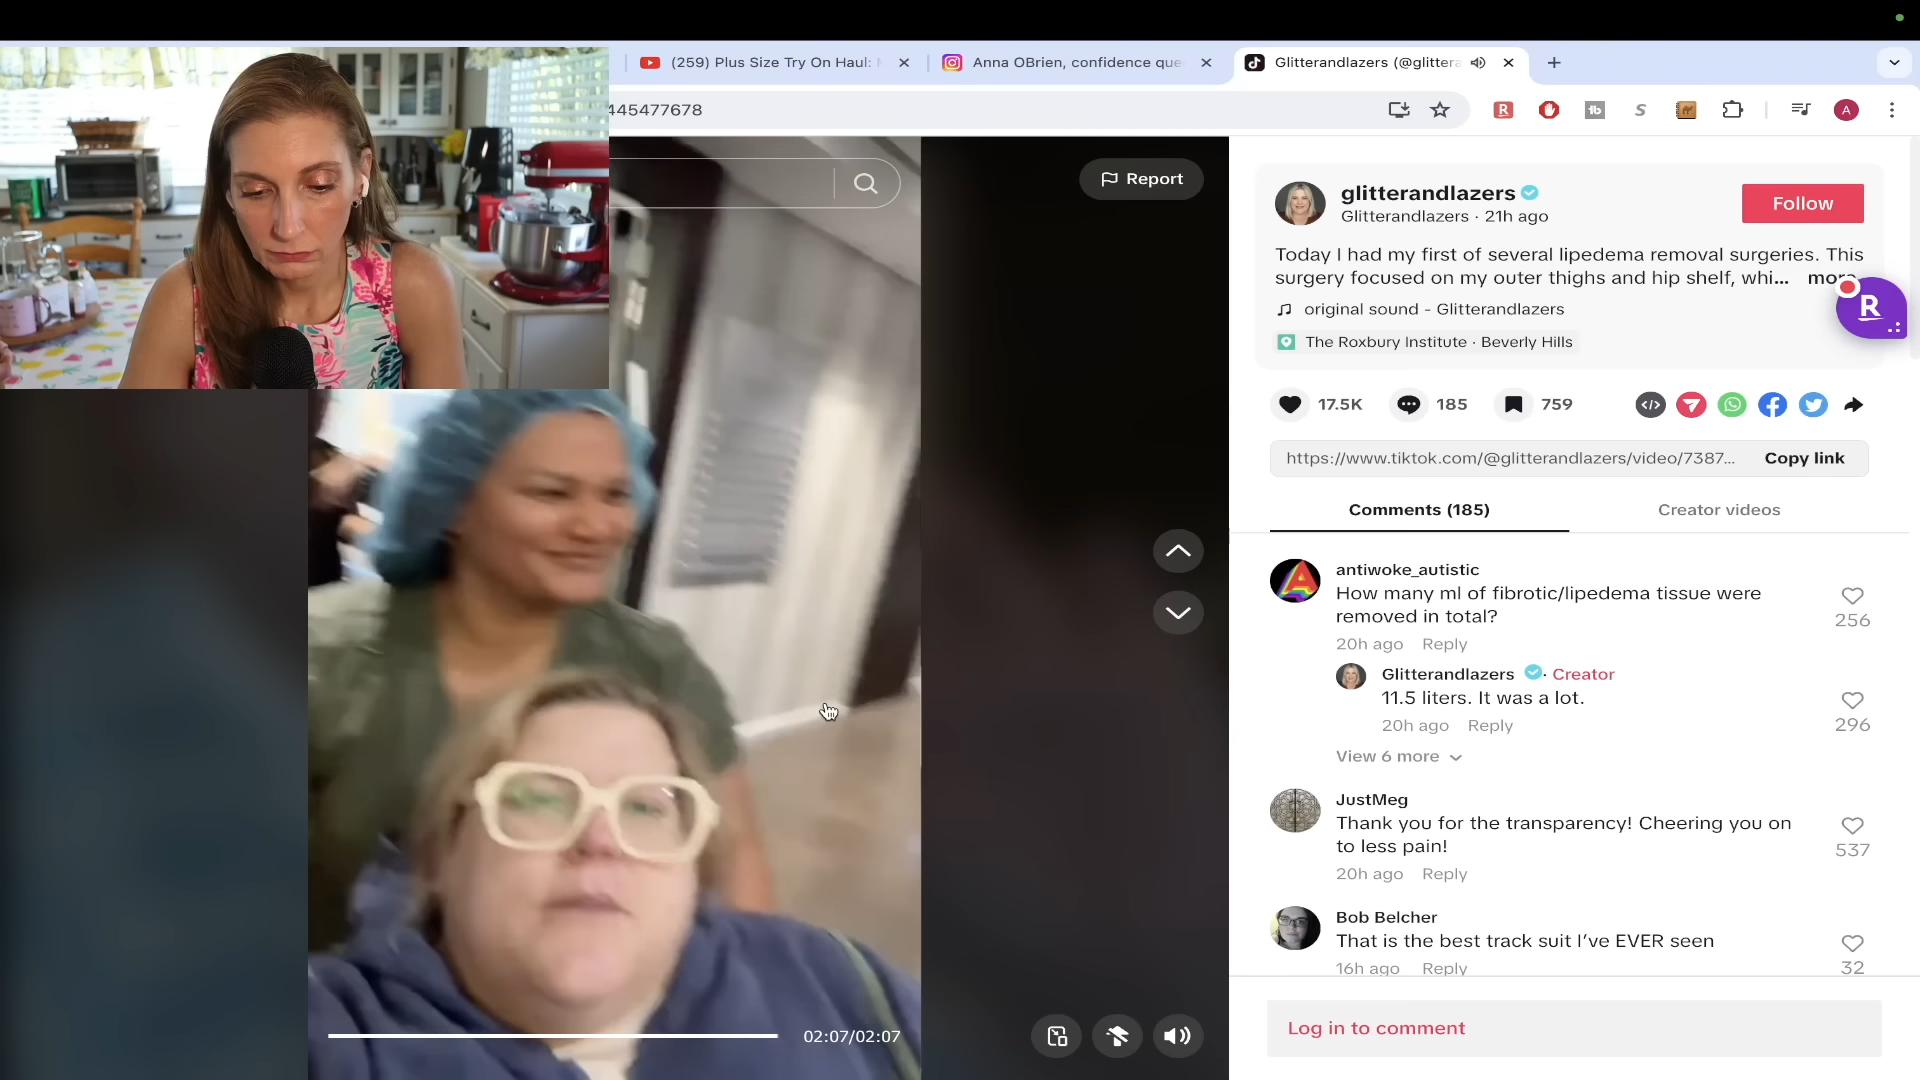 (259) Plus Size Try On Haul:
Anna OBrien, confidence que
Glitterandlazers (@glittera
445477678
tb
S
A
Report
glitterandlazers
Glitterandlazers · 21h ago
Follow
Today I had my first of several lipedema removal surgeries. This
surgery focused on my outer thighs and hip shelf, whi... more
R
original sound - Glitterandlazers
The Roxbury Institute · Beverly Hills
17.5K
185
759
https://www.tiktok.com/@glitterandlazers/video/7387...
Copy link
Comments (185)
Creator videos
antiwoke_autistic
How many ml of fibrotic/lipedema tissue were
removed in total?
256
20h ago Reply
Glitterandlazers · Creator
11.5 liters. It was a lot.
296
20h ago Reply
View 6 more
JustMeg
Thank you for the transparency! Cheering you on
to less pain!
537
20h ago Reply
Bob Belcher
That is the best track suit I've EVER seen
32
16h ago Reply
02:07/02:07
Log in to comment